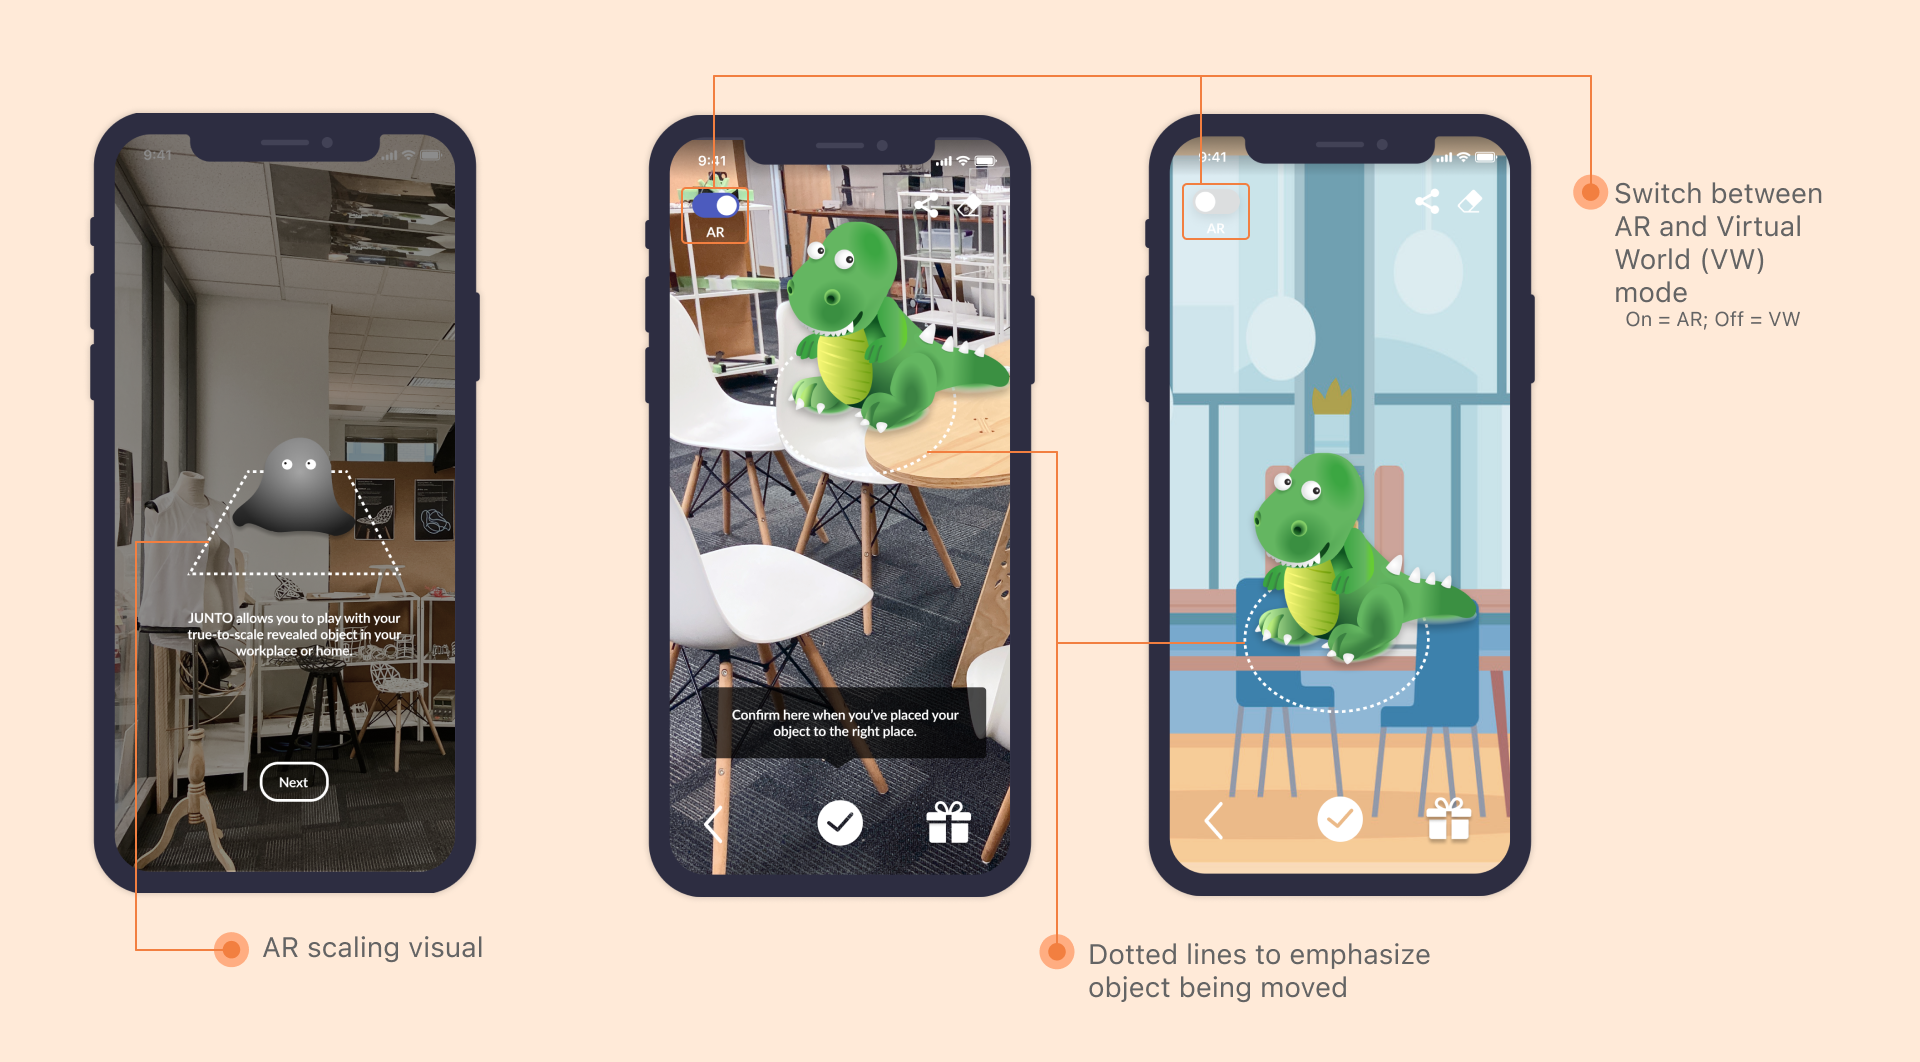 9:41
JUNTO allows you to play with your
true-to-scale revealed object in your
workplace or home.
Next
AR scaling visual
9:41
AR
Confirm here when you've placed your
object to the right place.
Dotted lines to emphasize
object being moved
9:41
AR
Switch between
AR and Virtual
World (VW)
mode
On = AR; Off = VW